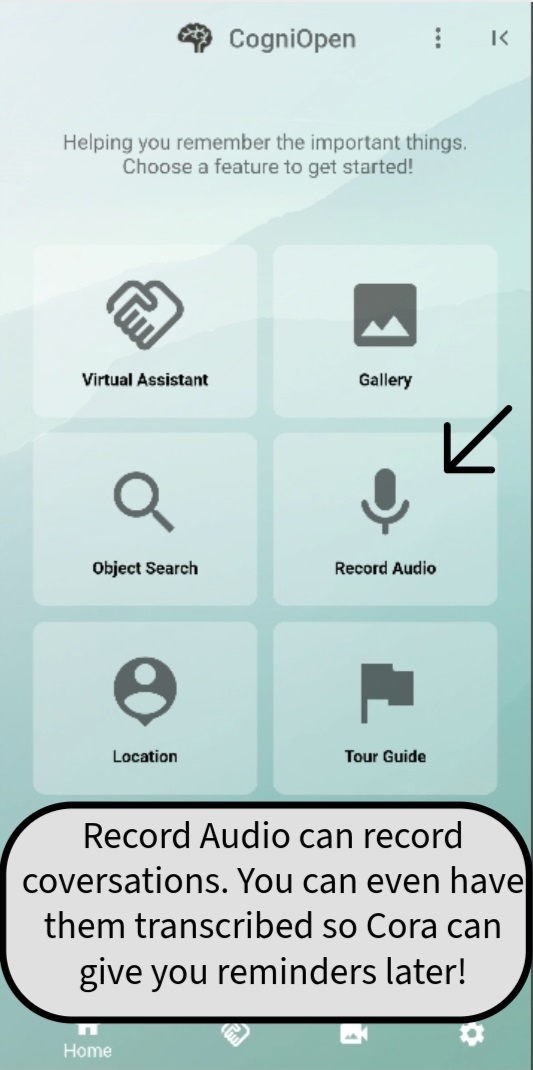 CogniOpen
Helping you remember the important things.
Choose a feature to get started!
Virtual Assistant
Gallery
Object Search
Record Audio
Location
Tour Guide
Record Audio can record
coversations. You can even have
them transcribed so Cora can
give you reminders later!
Home